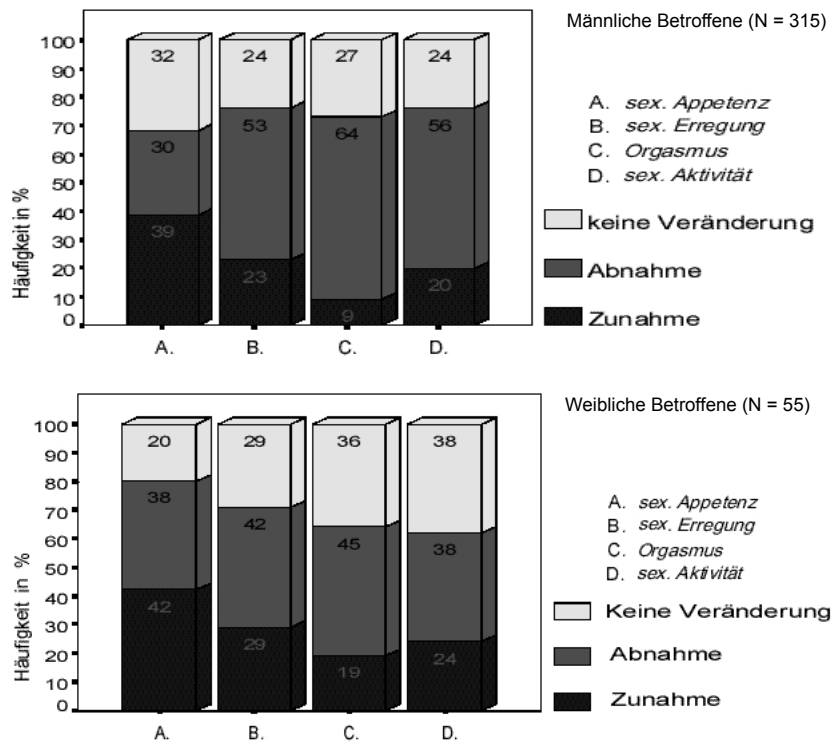 Männliche Betroffene (N = 315)
Häufigkeit in %
100
90
80
70
60
50
40
30
20
10
0
32 24 27 24
30 53 64 56
39 23 9 20
A. B. C. D.
A. sex. Appetenz
B. sex. Erregung
C. Orgasmus
D. sex. Aktivität
keine Veränderung
Abnahme
Zunahme
Weibliche Betroffene (N = 55)
Häufigkeit in %
100
90
80
70
60
50
40
30
20
10
0
20 29 36 38
38 42 45 38
42 29 19 24
A. B. C. D.
A. sex. Appetenz
B. sex. Erregung
C. Orgasmus
D. sex. Aktivität
Keine Veränderung
Abnahme
Zunahme